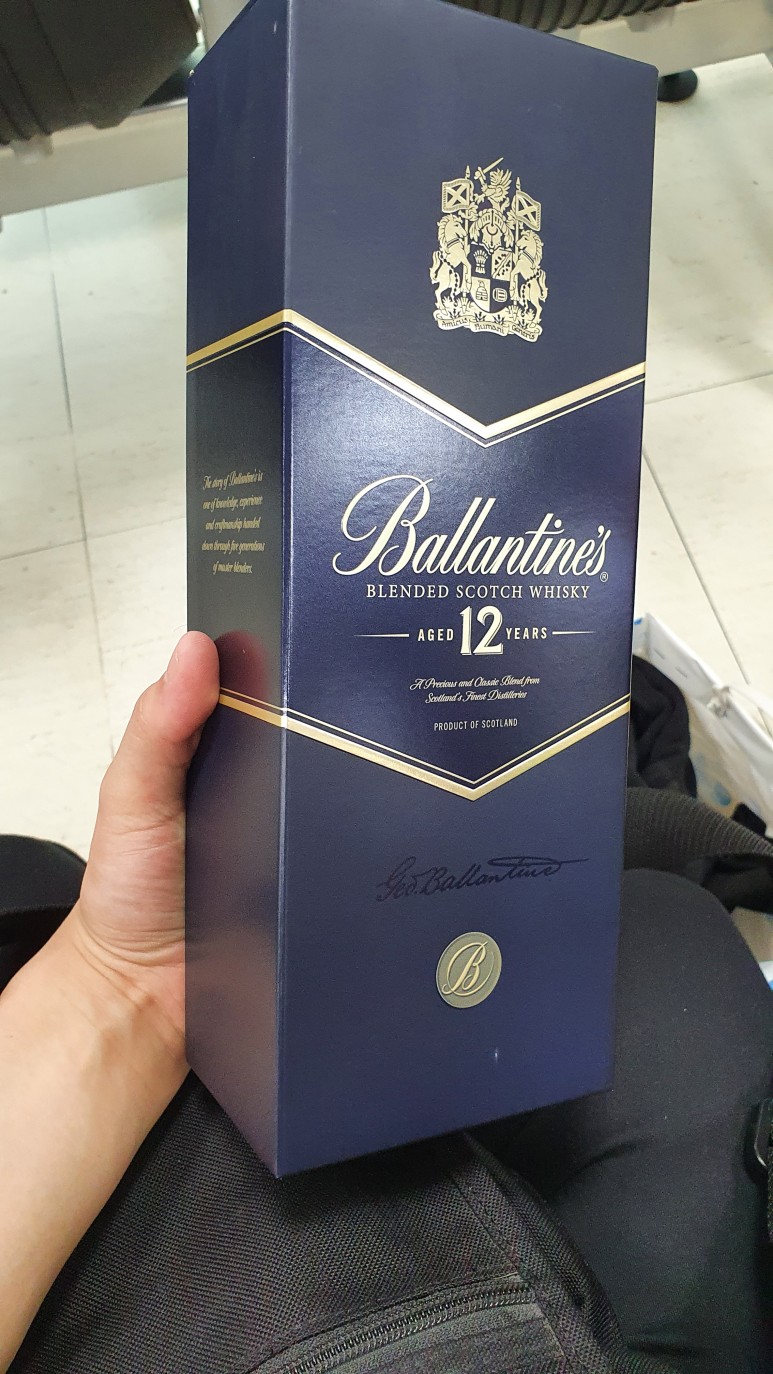 Amicus Humani Generis
The story of Ballantine's is
one of knowledge, experience
and craftmanship handed
down through five generations
of master blenders.
Ballantine's®
BLENDED SCOTCH WHISKY
AGED 12 YEARS
A Precious and Classic Blend from
Scotland's Finest Distilleries
PRODUCT OF SCOTLAND
Geo. Ballantine
B